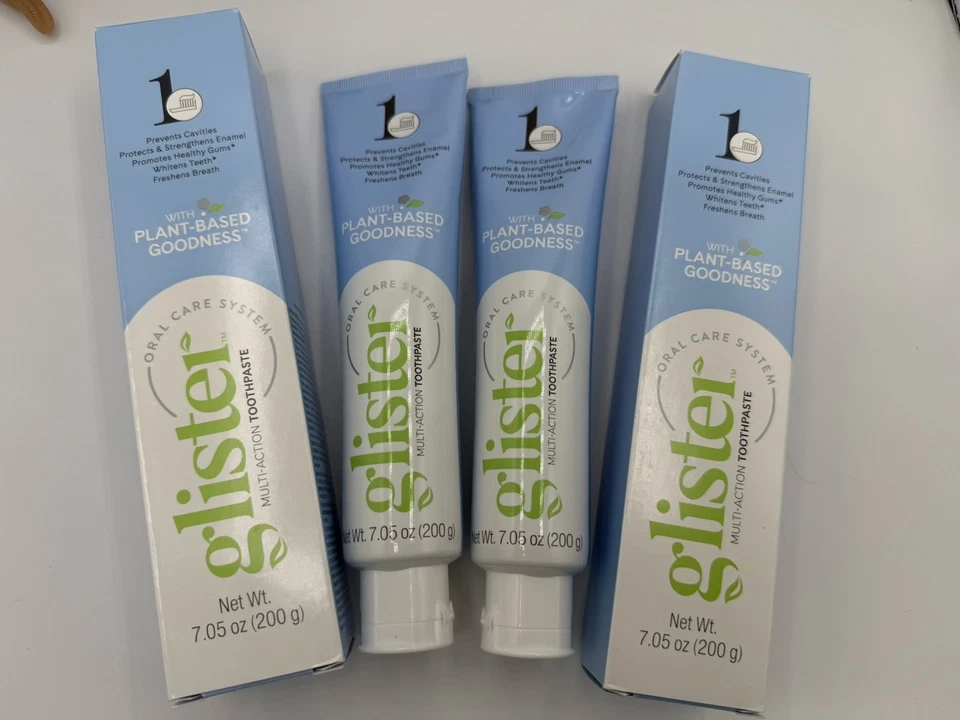 1
Prevents Cavities
Protects & Strengthens Enamel
Promotes Healthy Gums*
Whitens Teeth*
Freshens Breath
WITH
PLANT-BASED
GOODNESS™
ORAL CARE SYSTEM
glister™
MULTI-ACTION TOOTHPASTE
Net Wt.
7.05 oz (200 g)
1
Prevents Cavities
Protects & Strengthens Enamel
Promotes Healthy Gums*
Whitens Teeth*
Freshens Breath
WITH
PLANT-BASED
GOODNESS™
ORAL CARE SYSTEM
glister
MULTI-ACTION TOOTHPASTE
Net Wt. 7.05 oz (200 g)
1
Prevents Cavities
Protects & Strengthens Enamel
Promotes Healthy Gums*
Whitens Teeth*
Freshens Breath
WITH
PLANT-BASED
GOODNESS™
ORAL CARE SYSTEM
glister
MULTI-ACTION TOOTHPASTE
Net Wt. 7.05 oz (200 g)
1
Prevents Cavities
Protects & Strengthens Enamel
Promotes Healthy Gums*
Whitens Teeth*
Freshens Breath
WITH
PLANT-BASED
GOODNESS™
ORAL CARE SYSTEM
glister™
MULTI-ACTION TOOTHPASTE
Net Wt.
7.05 oz (200 g)